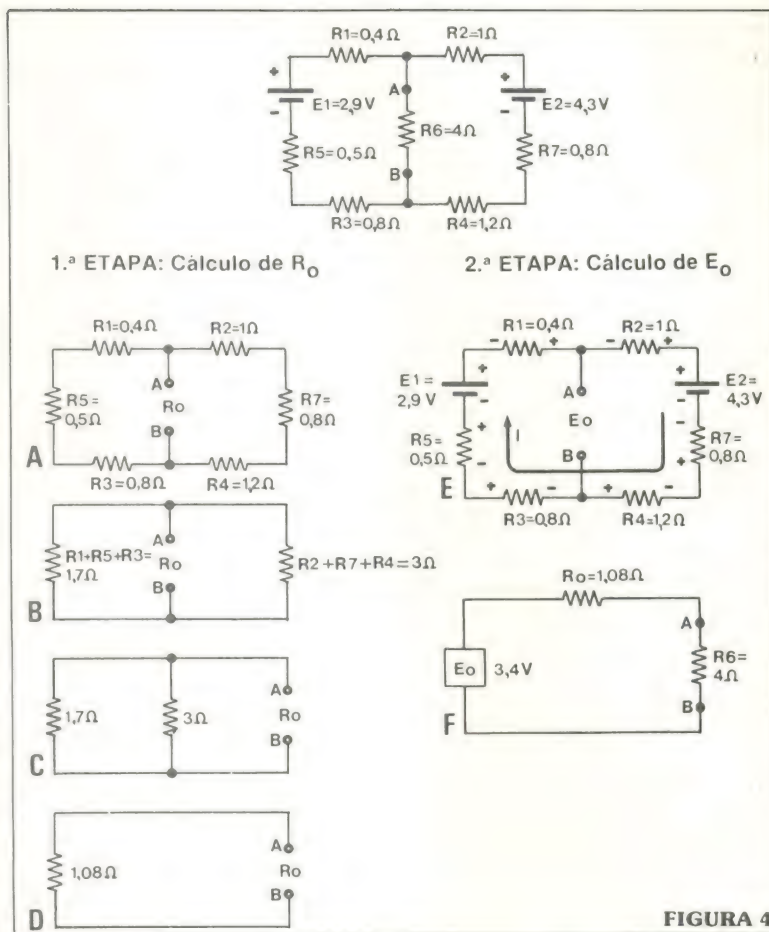 R1=0,4Ω
R2=1Ω
+
-
E1=2,9V
A
R6=4Ω
B
+
-
E2=4,3V
R5=0,5Ω
R7=0,8Ω
R3=0,8Ω
R4=1,2Ω
1.ª ETAPA: Cálculo de Ro
R1=0,4Ω
R2=1Ω
R5=
0,5Ω
A
Ro
B
R7=
0,8Ω
A
R3=0,8Ω
R4=1,2Ω
R1+R5+R3=
1,7Ω
A
Ro
B
R2+R7+R4=3Ω
B
1,7Ω
3Ω
A
Ro
B
C
1,08Ω
A
Ro
B
D
2.ª ETAPA: Cálculo de Eo
R1=0,4Ω
R2=1Ω
- +
- +
E1=
2,9V
+
-
A
Eo
B
+
-
E2=
4,3V
R5=
0,5Ω
+
-
I
-
+
R7=
0,8Ω
E
+ -
+ -
R3=0,8Ω
R4=1,2Ω
Ro=1,08Ω
Eo
3,4V
A
R6=
4Ω
B
F
FIGURA 4